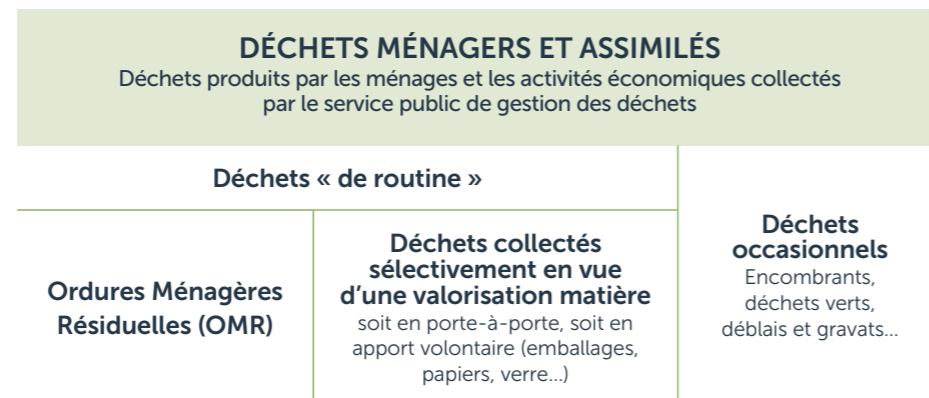 DÉCHETS MÉNAGERS ET ASSIMILÉS
Déchets produits par les ménages et les activités économiques collectés
par le service public de gestion des déchets
Déchets « de routine »
Ordures Ménagères
Résiduelles (OMR)
Déchets collectés
sélectivement en vue
d’une valorisation matière
soit en porte-à-porte, soit en
apport volontaire (emballages,
papiers, verre…)
Déchets
occasionnels
Encombrants,
déchets verts,
déblais et gravats…